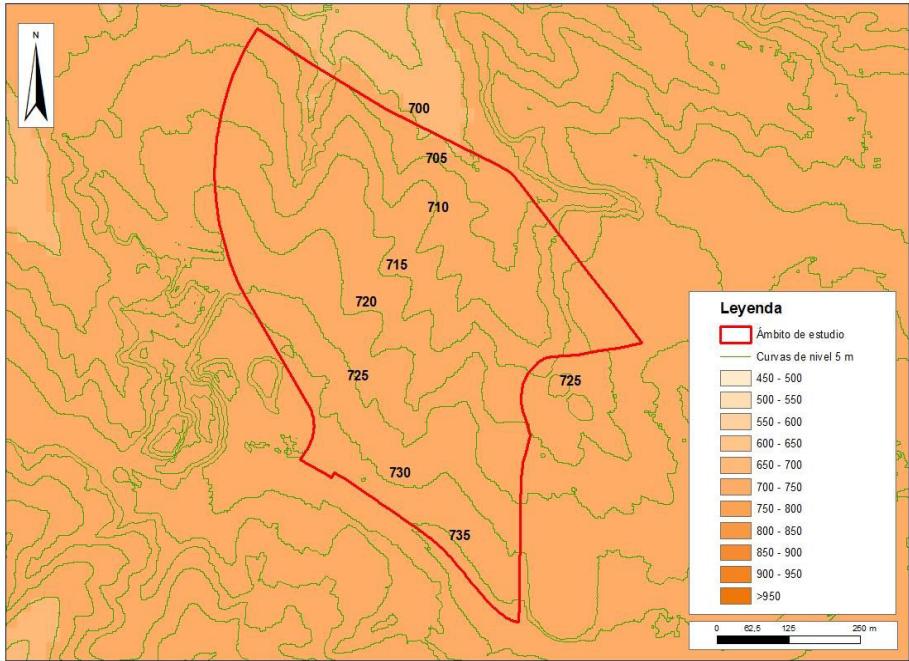 N
700
705
710
715
720
725
725
730
735
Leyenda
Ámbito de estudio
Curvas de nivel 5 m
450 - 500
500 - 550
550 - 600
600 - 650
650 - 700
700 - 750
750 - 800
800 - 850
850 - 900
900 - 950
>950
0 62,5 125 250 m